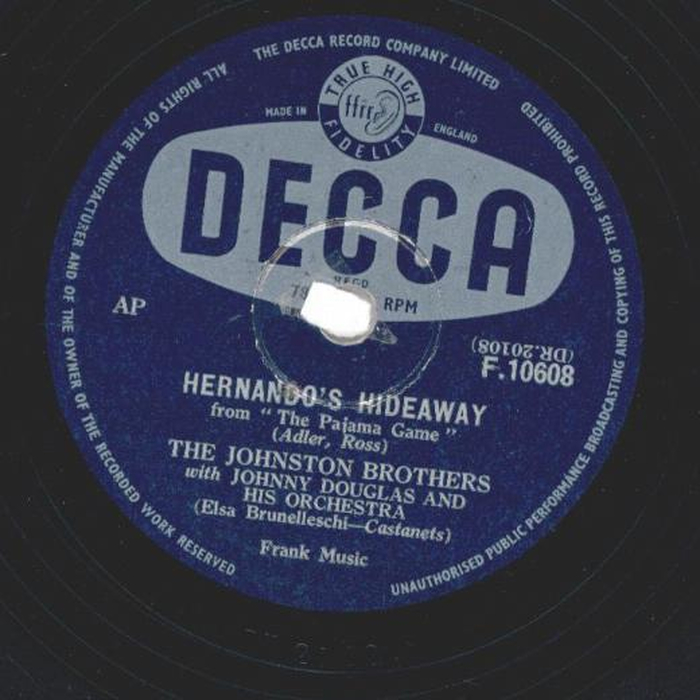 THE DECCA RECORD COMPANY LIMITED
ALL RIGHTS OF THE MANUFACTURER AND OF THE OWNER OF THE RECORDED WORK RESERVED
UNAUTHORISED PUBLIC PERFORMANCE BROADCASTING AND COPYING OF THIS RECORD PROHIBITED
TRUE HIGH
ffrr
FIDELITY
MADE IN ENGLAND
DECCA
REGD
78 RPM
AP
(DR.20108)
F.10608
HERNANDO'S HIDEAWAY
from "The Pajama Game"
(Adler, Ross)
THE JOHNSTON BROTHERS
with JOHNNY DOUGLAS AND
HIS ORCHESTRA
(Elsa Brunelleschi—Castanets)
Frank Music